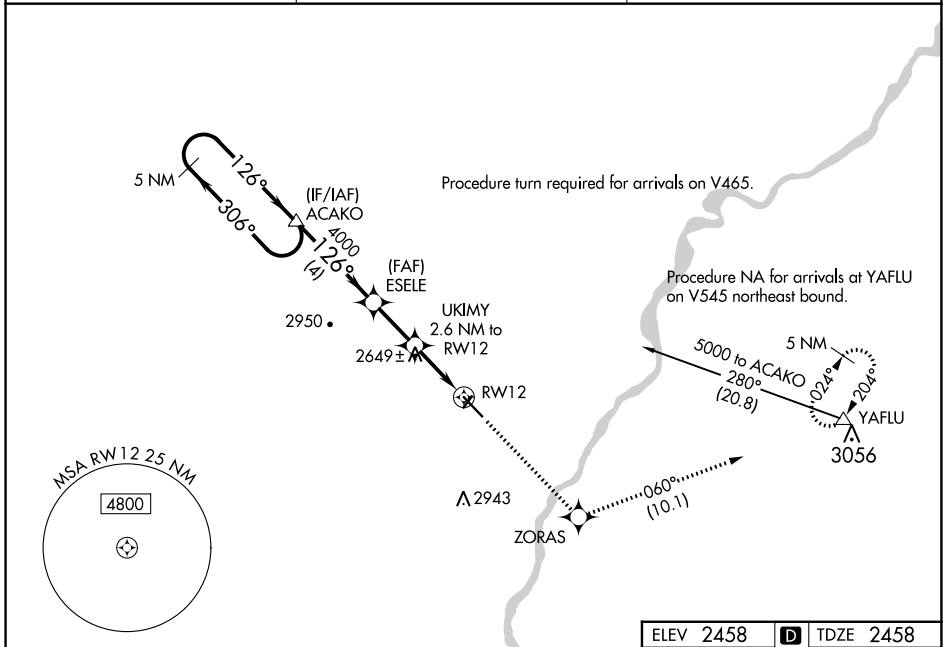 Procedure turn required for arrivals on V465.
5 NM
126°
306°
(IF/IAF)
ACAKO
4000
126°
(4)
(FAF)
ESELE
2950
UKIMY
2.6 NM to
RW12
2649±
RW12
Procedure NA for arrivals at YAFLU
on V545 northeast bound.
5000 to ACAKO
280°
(20.8)
5 NM
024°
204°
YAFLU
3056
MSA RW12 25 NM
4800
2943
ZORAS
060°
(10.1)
ELEV 2458 D TDZE 2458